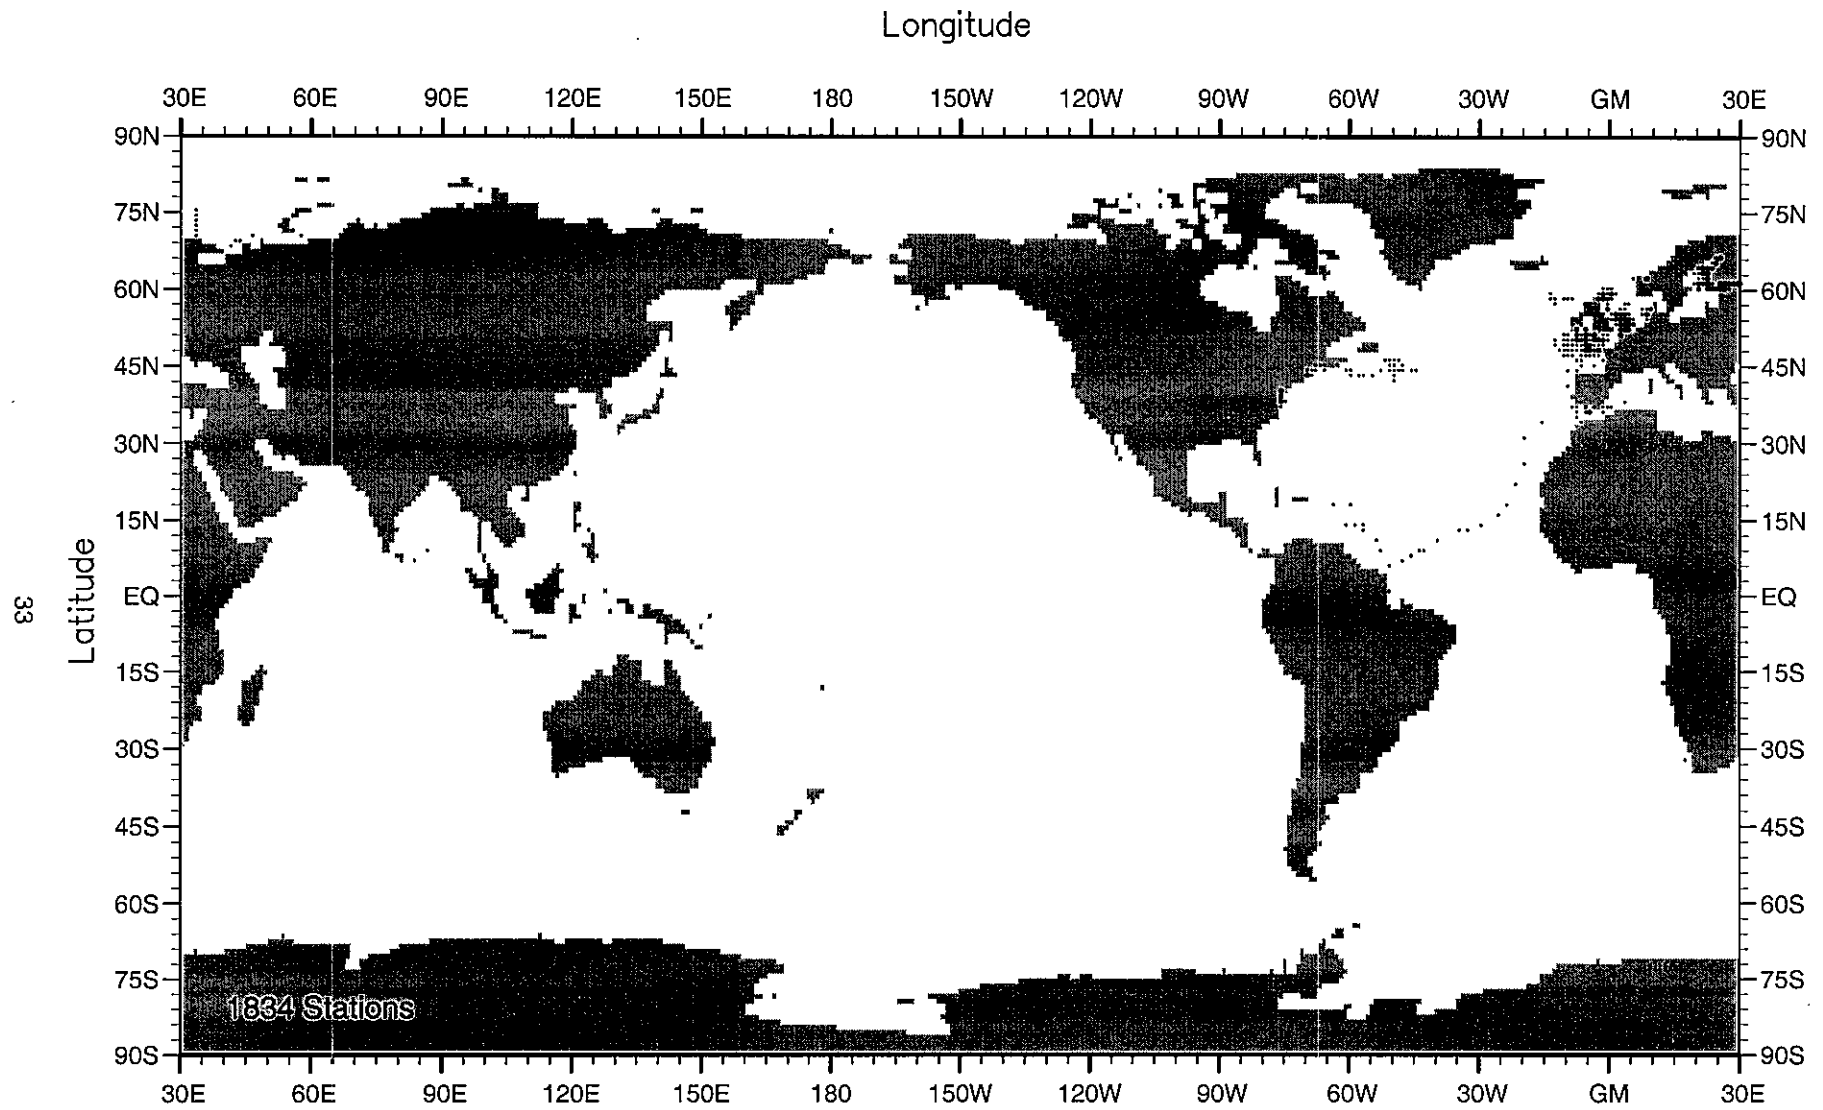 Longitude
30E 60E 90E 120E 150E 180 150W 120W 90W 60W 30W GM 30E
90N 90N
75N 75N
60N 60N
45N 45N
30N 30N
15N 15N
EQ EQ
15S 15S
30S 30S
45S 45S
60S 60S
75S 75S
90S 90S
Latitude
33
1834 Stations
30E 60E 90E 120E 150E 180 150W 120W 90W 60W 30W GM 30E